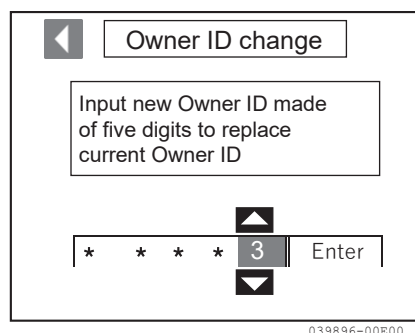 Owner ID change
Input new Owner ID made
of five digits to replace
current Owner ID
* * * * 3 Enter
039896-00E00